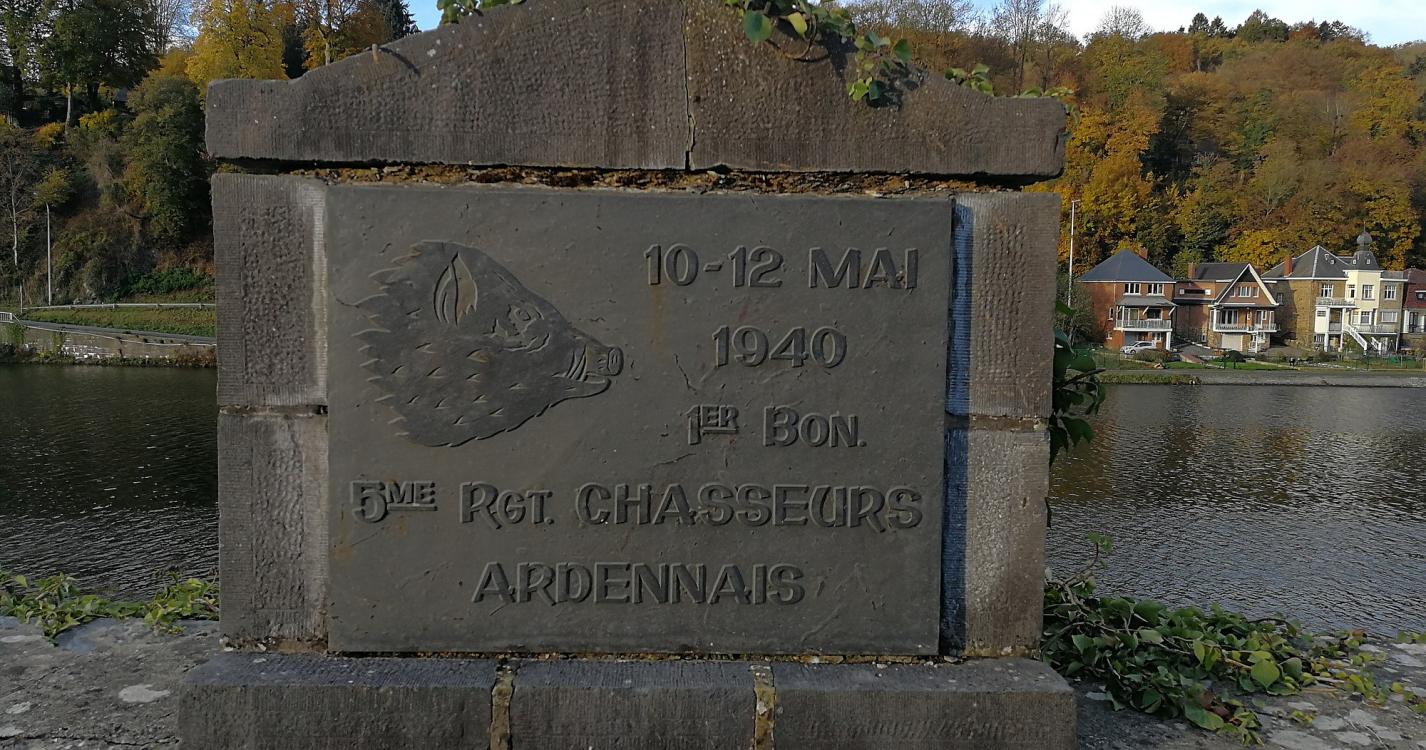 10-12 MAI
1940
1ER BON.
5ME RGT. CHASSEURS
ARDENNAIS